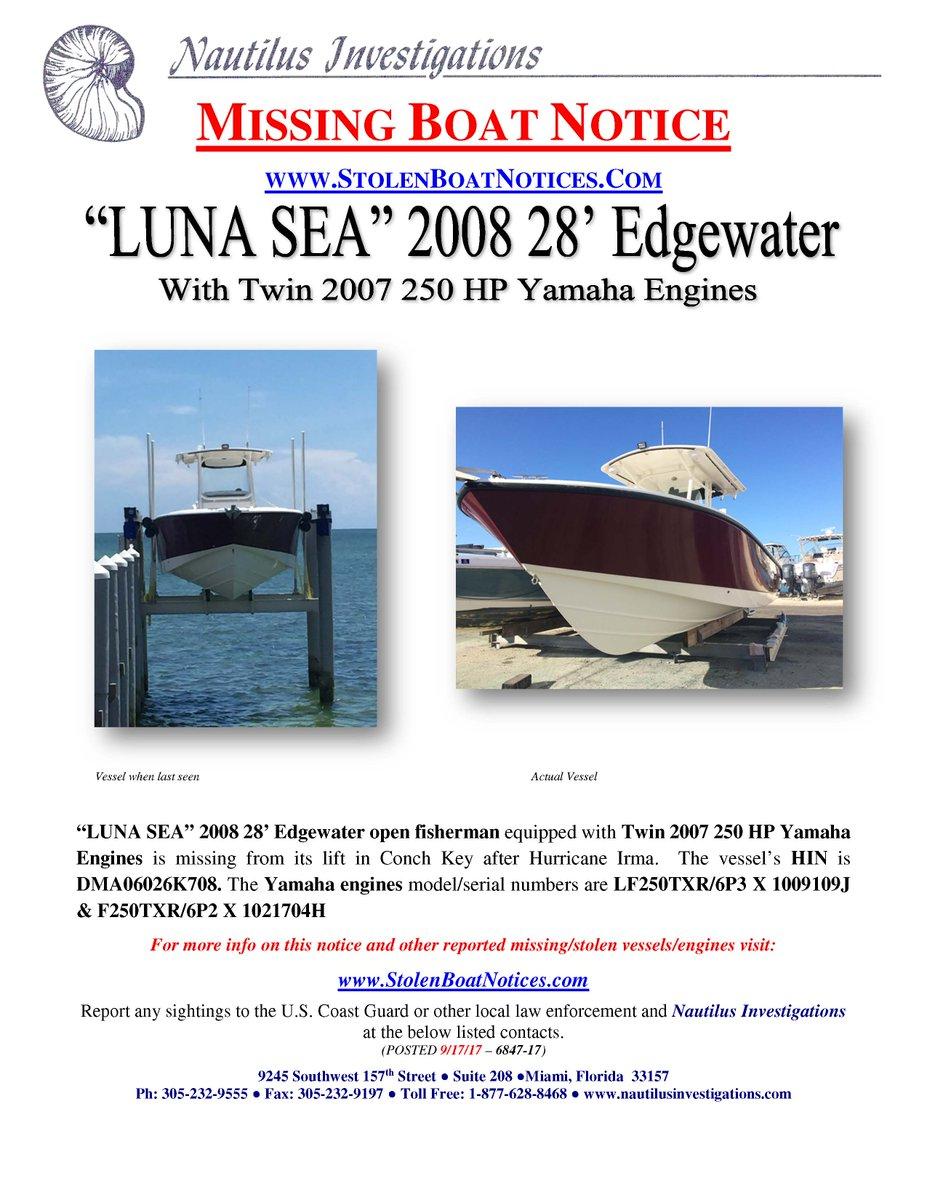 Nautilus Investigations
MISSING BOAT NOTICE
WWW.STOLENBOATNOTICES.COM
“LUNA SEA” 2008 28’ Edgewater
With Twin 2007 250 HP Yamaha Engines
Vessel when last seen
Actual Vessel
“LUNA SEA” 2008 28’ Edgewater open fisherman equipped with Twin 2007 250 HP Yamaha
Engines is missing from its lift in Conch Key after Hurricane Irma. The vessel’s HIN is
DMA06026K708. The Yamaha engines model/serial numbers are LF250TXR/6P3 X 1009109J
& F250TXR/6P2 X 1021704H
For more info on this notice and other reported missing/stolen vessels/engines visit:
www.StolenBoatNotices.com
Report any sightings to the U.S. Coast Guard or other local law enforcement and Nautilus Investigations
at the below listed contacts.
(POSTED 9/17/17 – 6847-17)
9245 Southwest 157th Street ● Suite 208 ●Miami, Florida 33157
Ph: 305-232-9555 ● Fax: 305-232-9197 ● Toll Free: 1-877-628-8468 ● www.nautilusinvestigations.com